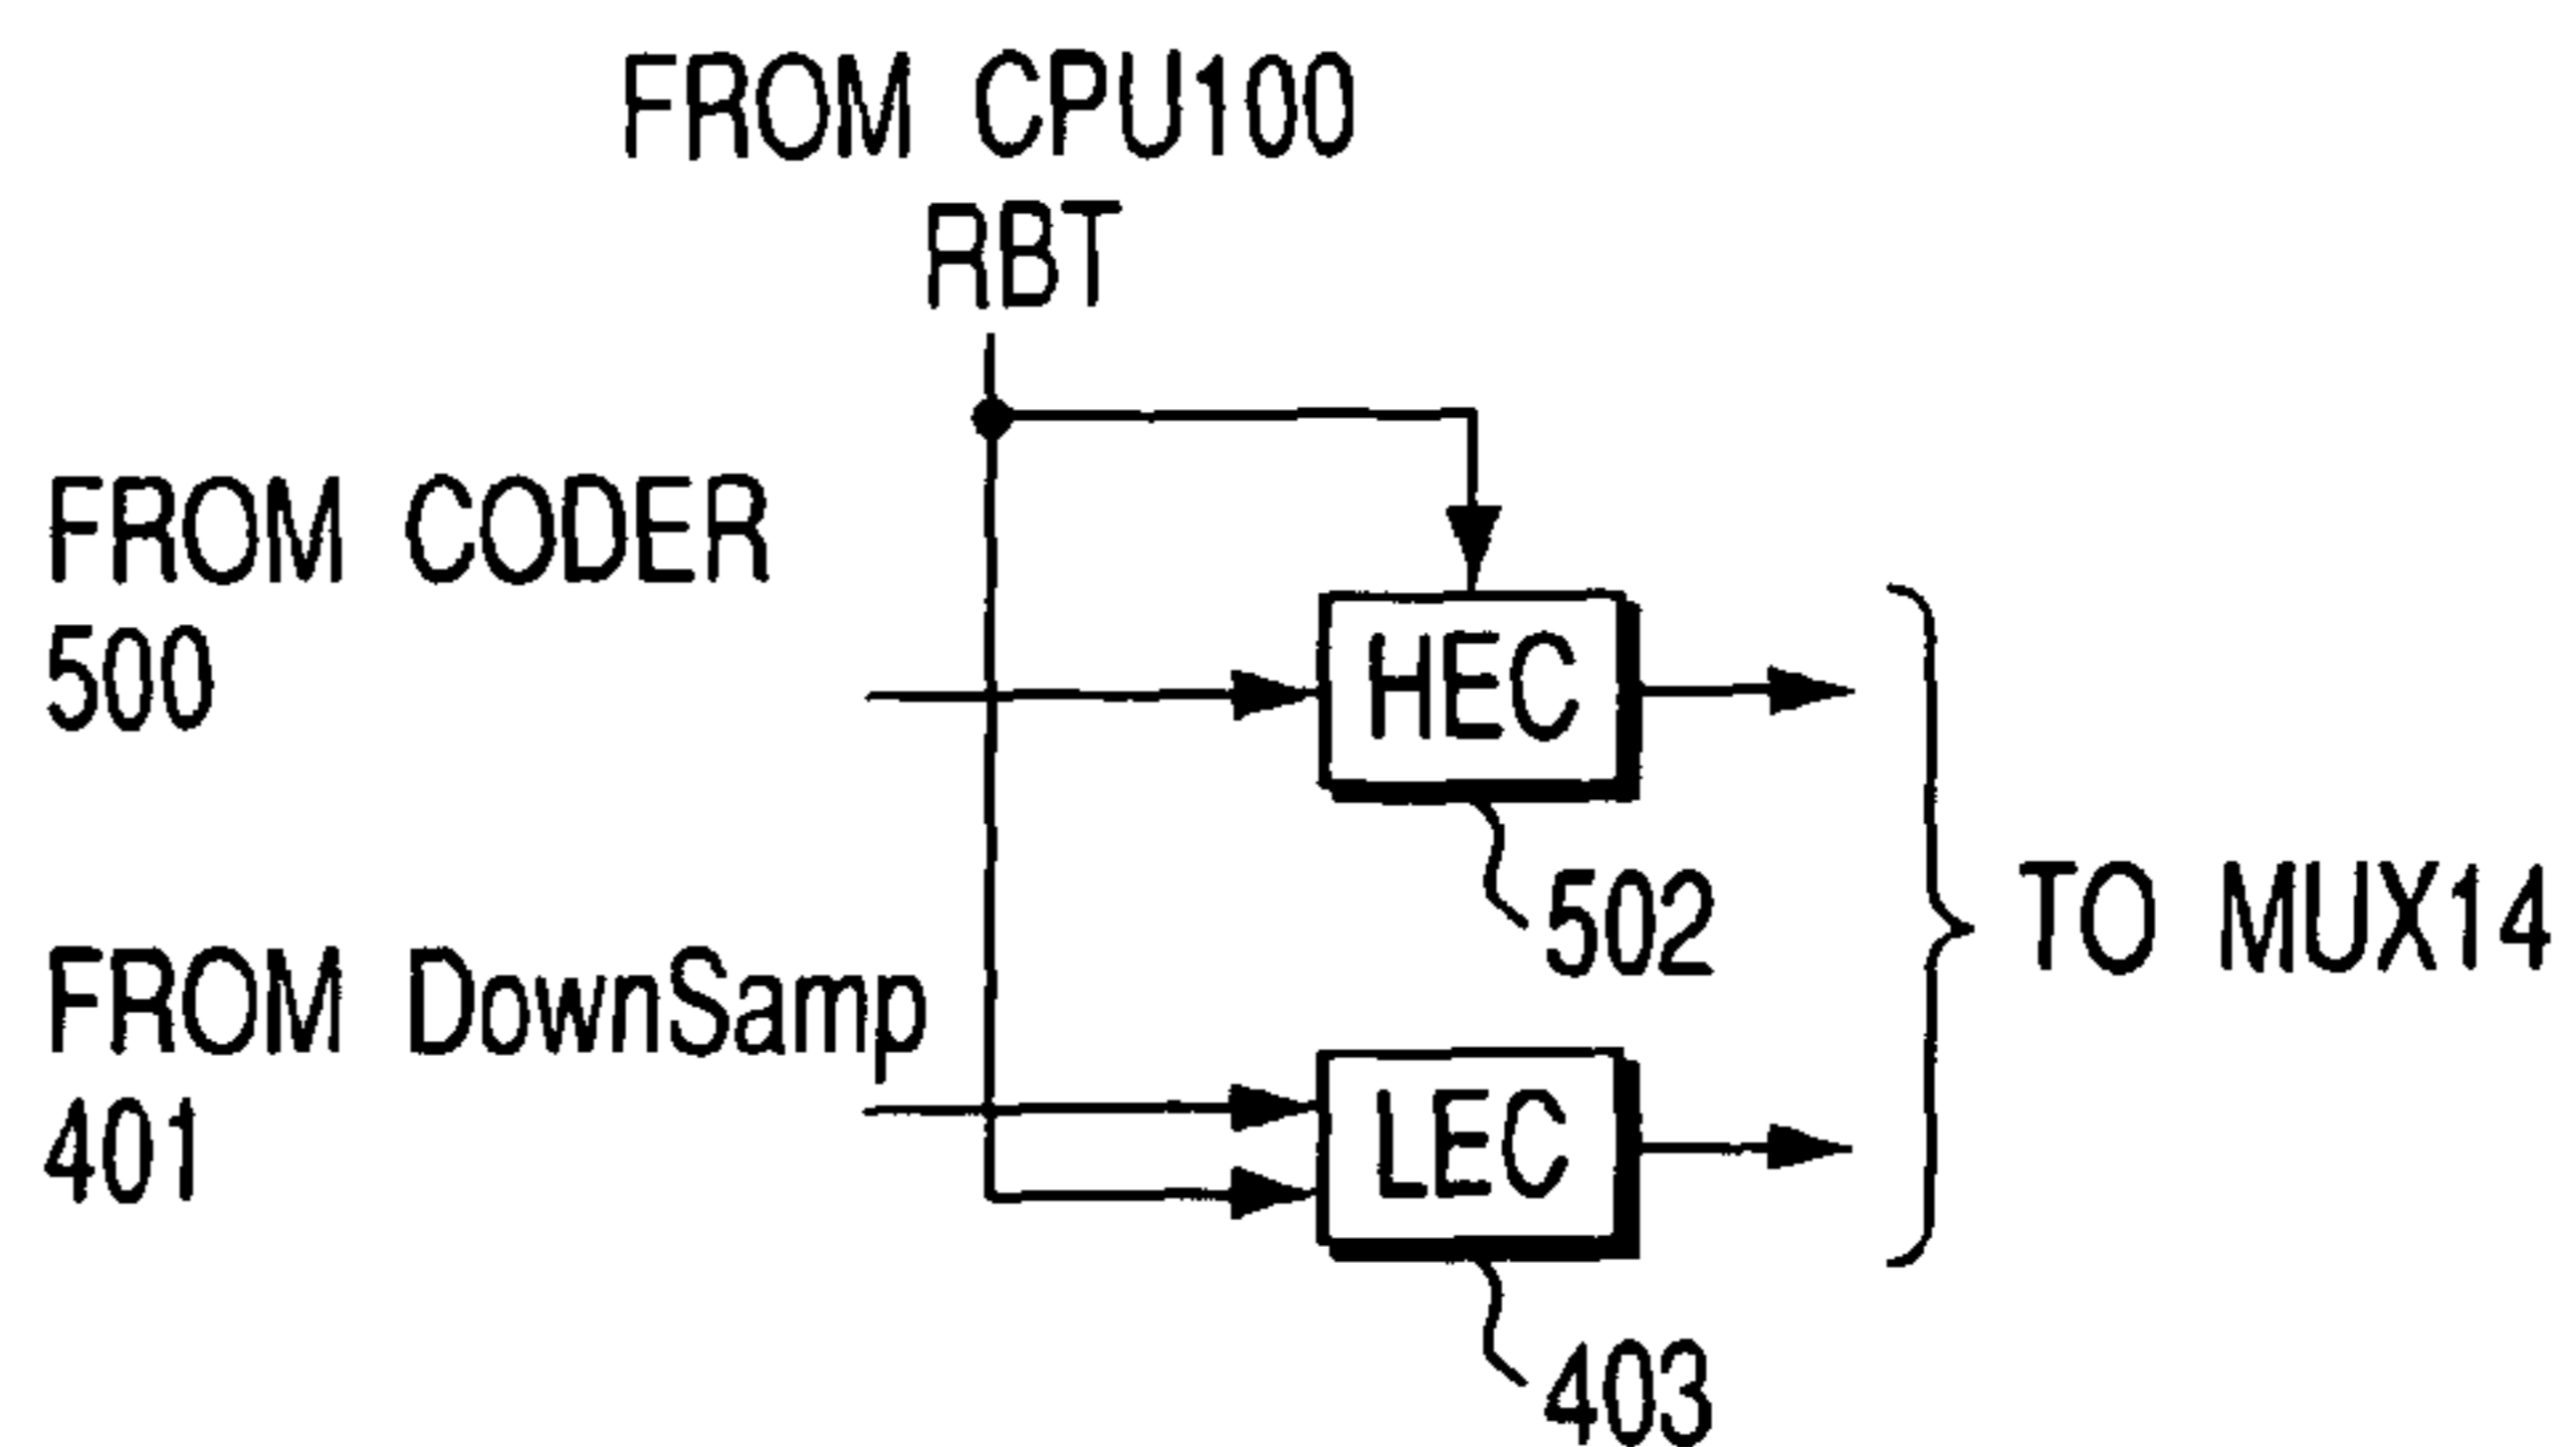 FROM CPU100
RBT
FROM CODER
500
HEC
502
TO MUX14
FROM DownSamp
401
LEC
403